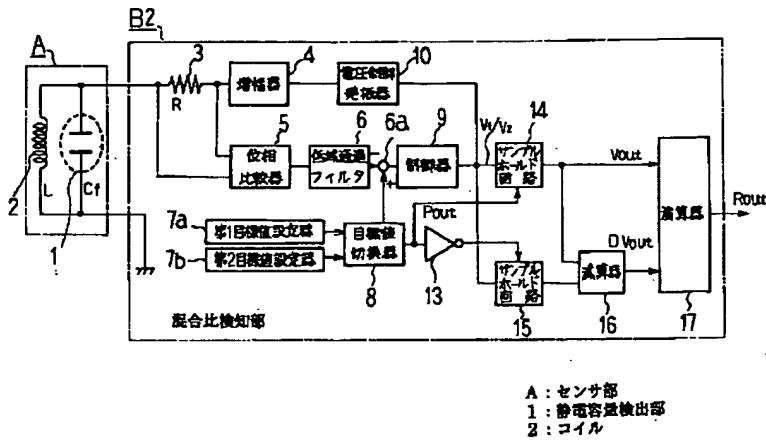 B2
A
3
4
10
増幅器
電圧制御
発振器
R
5
6
6a
9
14
位相
比較器
低域通過
フィルタ
制御器
V1/V2
サンプル
ホールド
回路
Vout
演算器
Rout
2
L
Cf
1
+
7a
第1目標値設定器
7b
第2目標値設定器
目標値
切換器
8
Pout
13
サンプル
ホールド
回路
15
減算器
16
DVout
17
混合比検知部
A : センサ部
1 : 静電容量検出部
2 : コイル